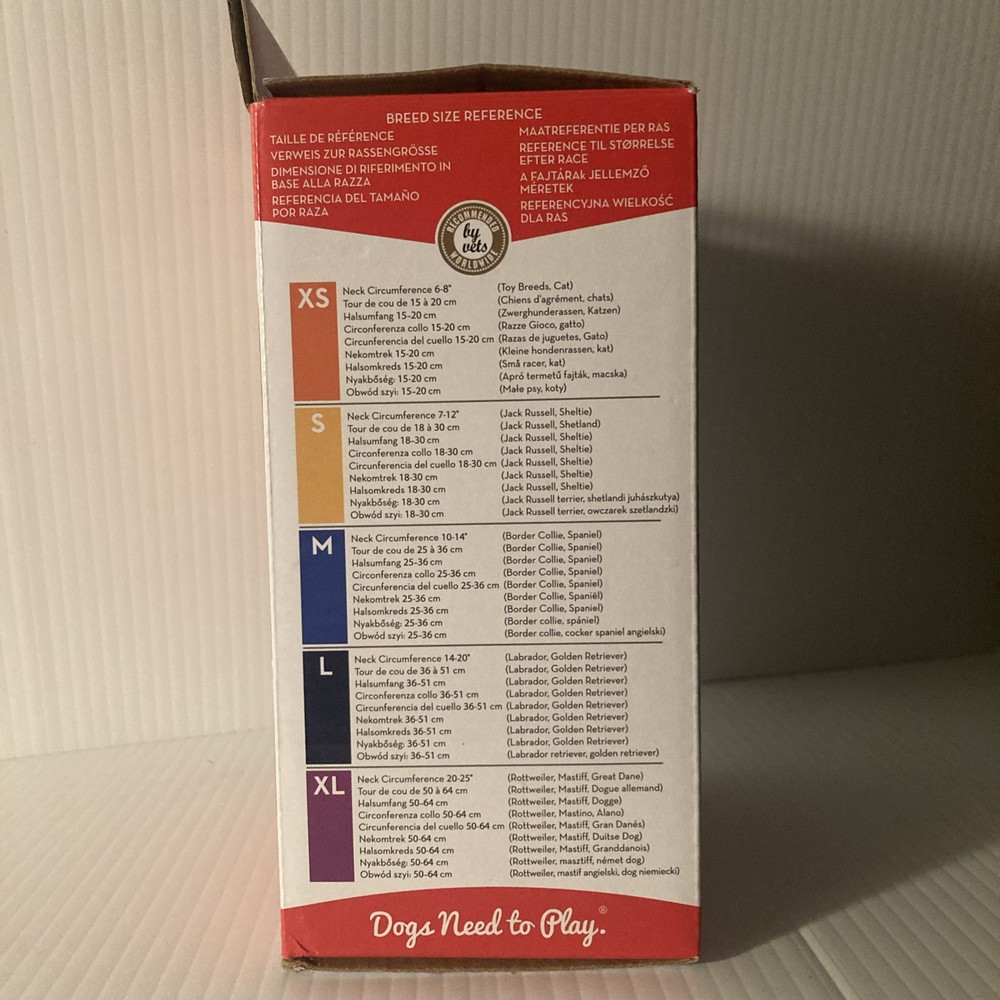 BREED SIZE REFERENCE
TAILLE DE RÉFÉRENCE
VERWEIS ZUR RASSENGRÖSSE
DIMENSIONE DI RIFERIMENTO IN
BASE ALLA RAZZA
REFERENCIA DEL TAMAÑO
POR RAZA
MAATREFERENTIE PER RAS
REFERENCE TIL STØRRELSE
EFTER RACE
A FAJTÁRAk JELLEMZŐ
MÉRETEK
REFERENCYJNA WIELKOŚĆ
DLA RAS
RECOMMENDED
by
vets
WORLDWIDE
XS
Neck Circumference 6-8" (Toy Breeds, Cat)
Tour de cou de 15 à 20 cm (Chiens d'agrément, chats)
Halsumfang 15-20 cm (Zwerghunderassen, Katzen)
Circonferenza collo 15-20 cm (Razze Gioco, gatto)
Circunferencia del cuello 15-20 cm (Razas de juguetes, Gato)
Nekomtrek 15-20 cm (Kleine hondenrassen, kat)
Halsomkreds 15-20 cm (Små racer, kat)
Nyakbőség: 15-20 cm (Apró termetű fajták, macska)
Obwód szyi: 15-20 cm (Małe psy, koty)
S
Neck Circumference 7-12" (Jack Russell, Sheltie)
Tour de cou de 18 à 30 cm (Jack Russell, Shetland)
Halsumfang 18-30 cm (Jack Russell, Sheltie)
Circonferenza collo 18-30 cm (Jack Russell, Sheltie)
Circunferencia del cuello 18-30 cm (Jack Russell, Sheltie)
Nekomtrek 18-30 cm (Jack Russell, Sheltie)
Halsomkreds 18-30 cm (Jack Russell, Sheltie)
Nyakbőség: 18-30 cm (Jack Russell terrier, shetlandi juhászkutya)
Obwód szyi: 18-30 cm (Jack Russell terrier, owczarek szetlandzki)
M
Neck Circumference 10-14" (Border Collie, Spaniel)
Tour de cou de 25 à 36 cm (Border Collie, Spaniel)
Halsumfang 25-36 cm (Border Collie, Spaniel)
Circonferenza collo 25-36 cm (Border Collie, Spaniel)
Circunferencia del cuello 25-36 cm (Border Collie, Spaniel)
Nekomtrek 25-36 cm (Border Collie, Spaniël)
Halsomkreds 25-36 cm (Border Collie, Spaniel)
Nyakbőség: 25-36 cm (Border collie, spániel)
Obwód szyi: 25-36 cm (Border collie, cocker spaniel angielski)
L
Neck Circumference 14-20" (Labrador, Golden Retriever)
Tour de cou de 36 à 51 cm (Labrador, Golden Retriever)
Halsumfang 36-51 cm (Labrador, Golden Retriever)
Circonferenza collo 36-51 cm (Labrador, Golden Retriever)
Circunferencia del cuello 36-51 cm (Labrador, Golden Retriever)
Nekomtrek 36-51 cm (Labrador, Golden Retriever)
Halsomkreds 36-51 cm (Labrador, Golden Retriever)
Nyakbőség: 36-51 cm (Labrador, Golden Retriever)
Obwód szyi: 36-51 cm (Labrador retriever, golden retriever)
XL
Neck Circumference 20-25" (Rottweiler, Mastiff, Great Dane)
Tour de cou de 50 à 64 cm (Rottweiler, Mastiff, Dogue allemand)
Halsumfang 50-64 cm (Rottweiler, Mastiff, Dogge)
Circonferenza collo 50-64 cm (Rottweiler, Mastino, Alano)
Circunferencia del cuello 50-64 cm (Rottweiler, Mastiff, Gran Danés)
Nekomtrek 50-64 cm (Rottweiler, Mastiff, Duitse Dog)
Halsomkreds 50-64 cm (Rottweiler, Mastiff, Granddanois)
Nyakbőség: 50-64 cm (Rottweiler, masztiff, német dog)
Obwód szyi: 50-64 cm (Rottweiler, mastif angielski, dog niemiecki)
Dogs Need to Play.®